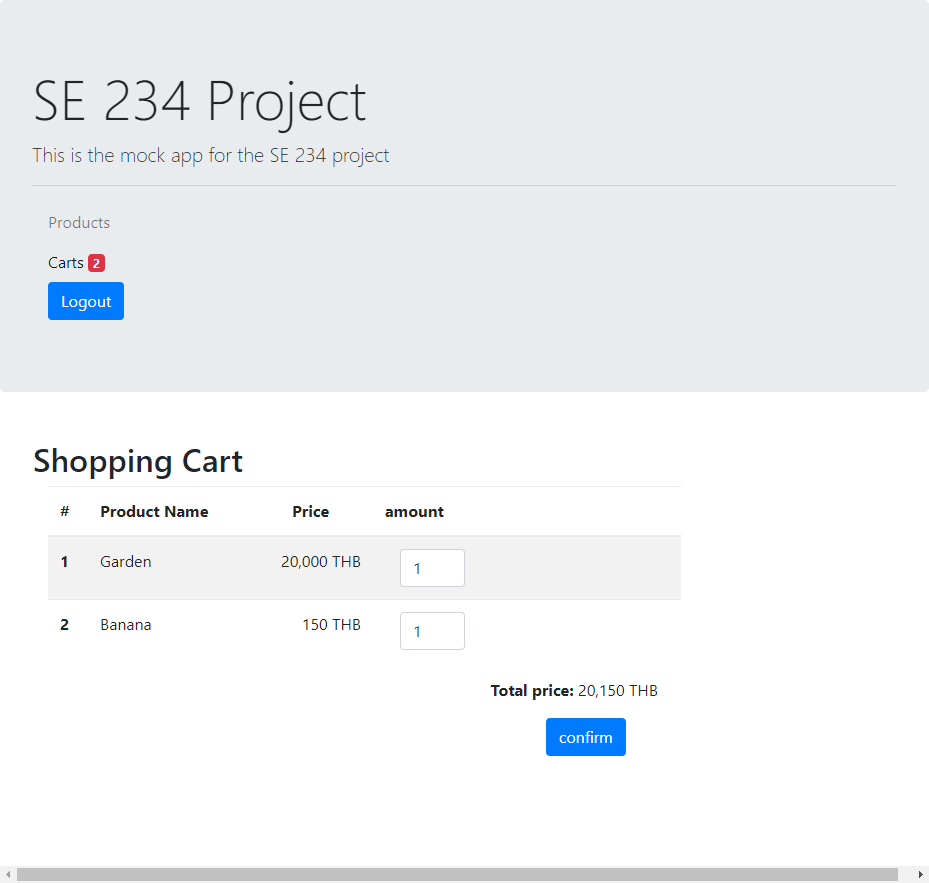 SE 234 Project
This is the mock app for the SE 234 project
Products
Carts 2
Logout
Shopping Cart
# Product Name Price amount
1 Garden 20,000 THB 1
2 Banana 150 THB 1
Total price: 20,150 THB
confirm